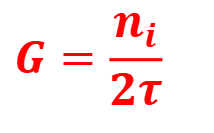 G = nᵢ / 2τ